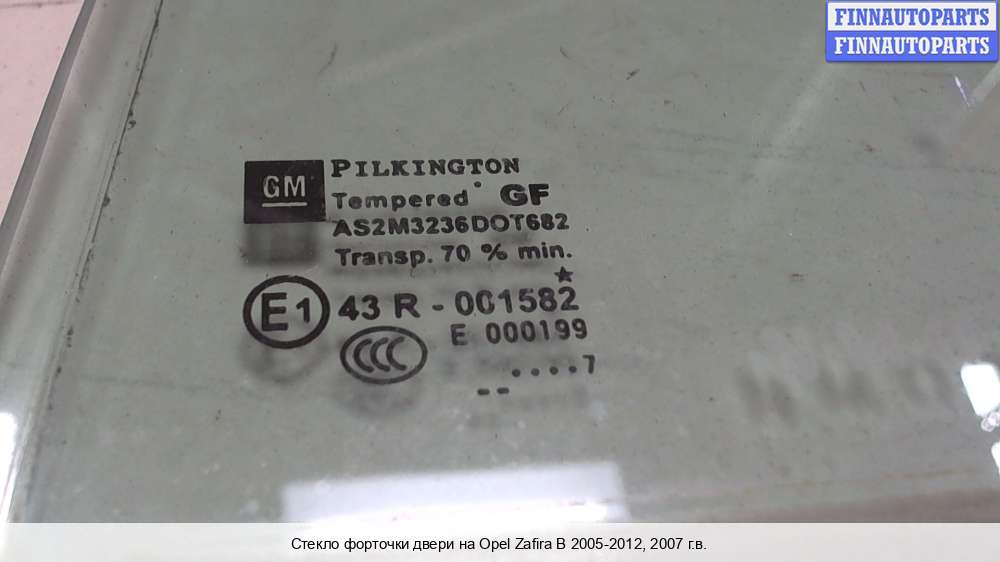 FINNAUTOPARTS
FINNAUTOPARTS
GM
PILKINGTON
Tempered GF
AS2M3236DOT682
Transp. 70 % min.
E1 43 R - 001582
CCC E 000199
.....7
--
Стекло форточки двери на Opel Zafira B 2005-2012, 2007 г.в.